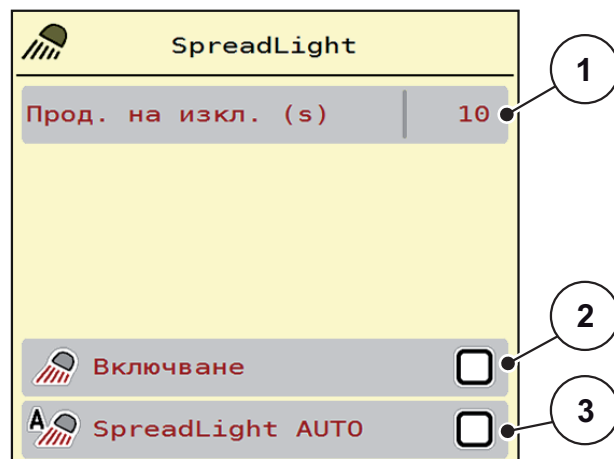 SpreadLight
Прод. на изкл. (s) 10
1
Включване
2
A
SpreadLight AUTO
3